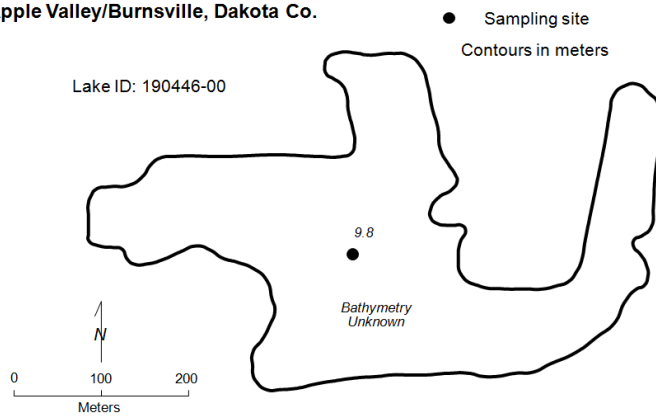 pple Valley/Burnsville, Dakota Co.
Sampling site
Contours in meters
Lake ID: 190446-00
9.8
Bathymetry
Unknown
N
0 100 200
Meters